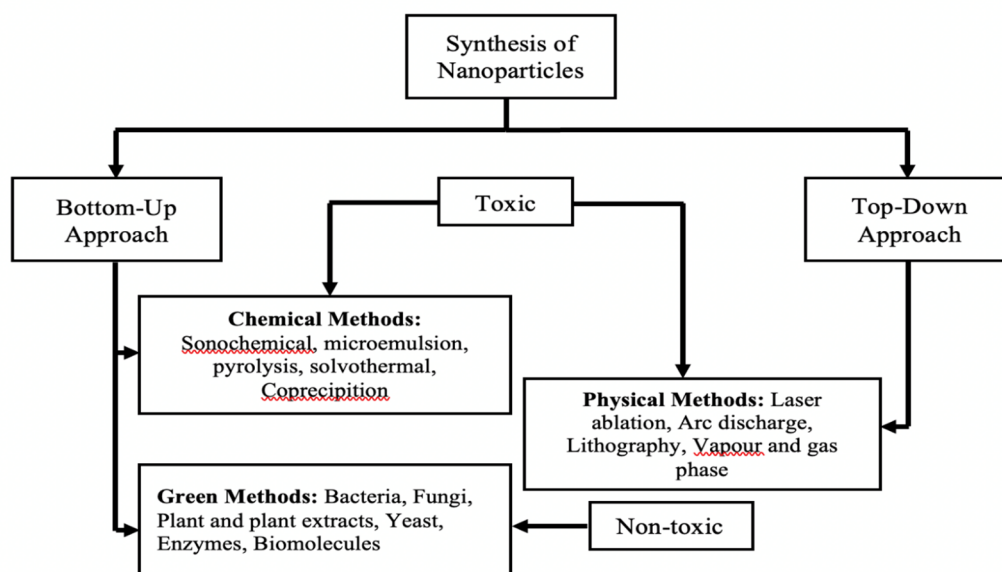 Synthesis of
Nanoparticles
Bottom-Up
Approach
Toxic
Top-Down
Approach
Chemical Methods:
Sonochemical, microemulsion,
pyrolysis, solvothermal,
Coprecipition
Physical Methods: Laser
ablation, Arc discharge,
Lithography, Vapour and gas
phase
Green Methods: Bacteria, Fungi,
Plant and plant extracts, Yeast,
Enzymes, Biomolecules
Non-toxic